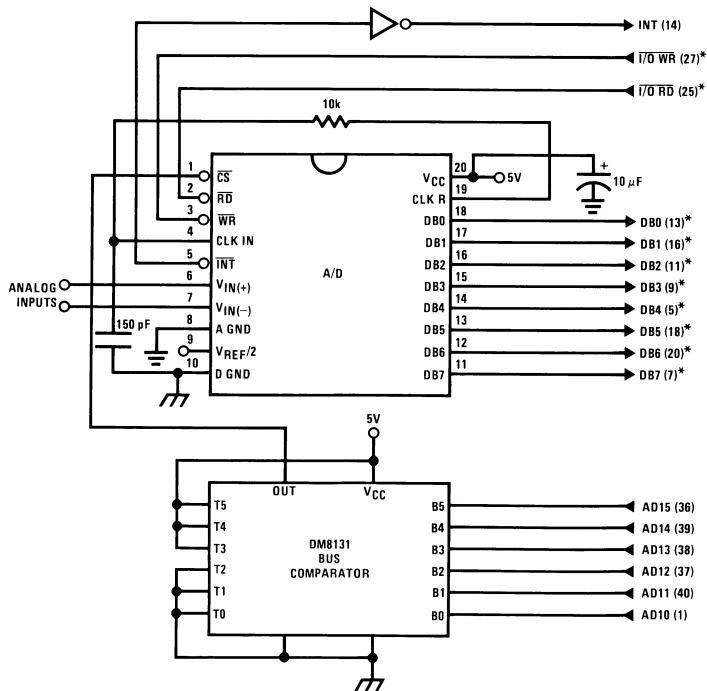 INT (14)
I/O WR (27)*
I/O RD (25)*
10k
1
CS
2
RD
3
WR
4
CLK IN
5
INT
6
VIN(+)
7
VIN(−)
8
A GND
9
VREF/2
10
D GND
A/D
20
VCC
5V
19
CLK R
18
DB0
17
DB1
16
DB2
15
DB3
14
DB4
13
DB5
12
DB6
11
DB7
+
10 µF
DB0 (13)*
DB1 (16)*
DB2 (11)*
DB3 (9)*
DB4 (5)*
DB5 (18)*
DB6 (20)*
DB7 (7)*
ANALOG
INPUTS
150 pF
5V
OUT
VCC
T5
T4
T3
T2
T1
T0
DM8131
BUS
COMPARATOR
B5
B4
B3
B2
B1
B0
AD15 (36)
AD14 (39)
AD13 (38)
AD12 (37)
AD11 (40)
AD10 (1)